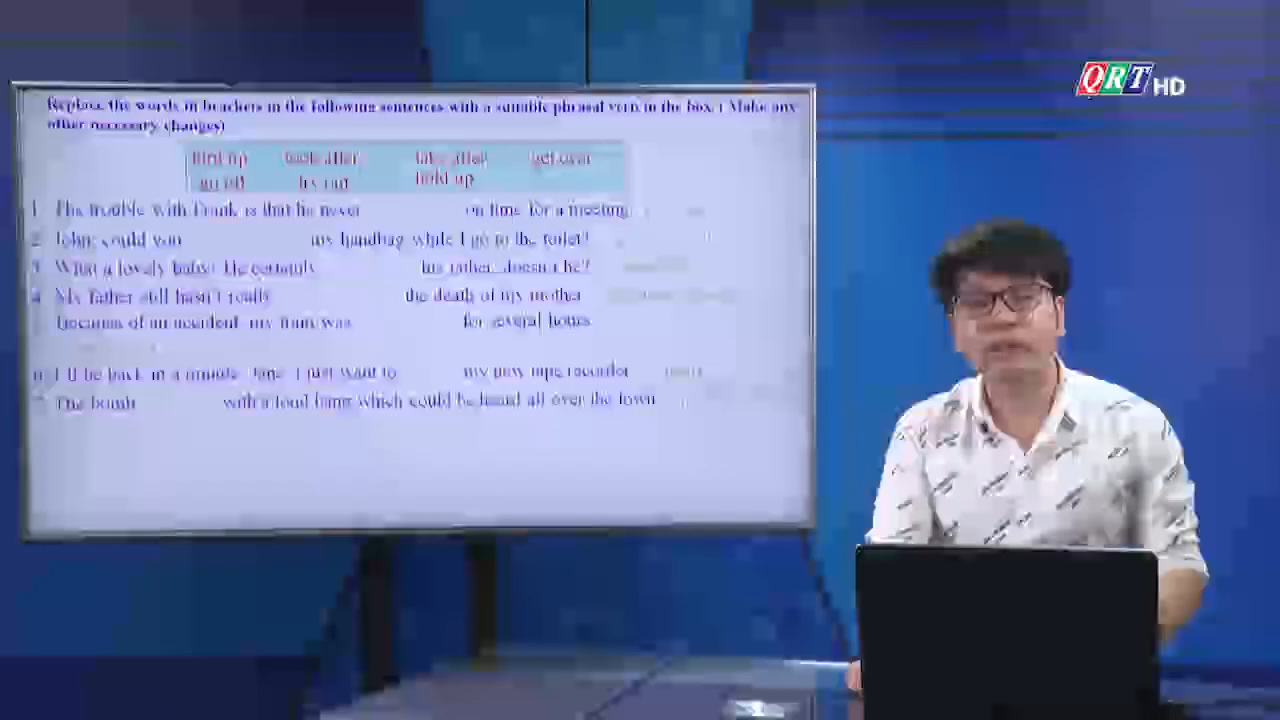 Replace the words in brackets in the following sentences with a suitable phrasal verb in the box. ( Make any
other necessary changes)
turn up look after take after get over
go off try out hold up
1. The trouble with Frank is that he never on time for a meeting.
2. John, could you my handbag while I go to the toilet?
3. What a lovely baby! He certainly his father, doesn't he?
4. My father still hasn't really the death of my mother
Because of an accident, my train was for several hours
6. I'll be back in a minute, Jane, I just want to my new tape recorder
7. The bomb with a loud bang which could be heard all over the town
QRT HD